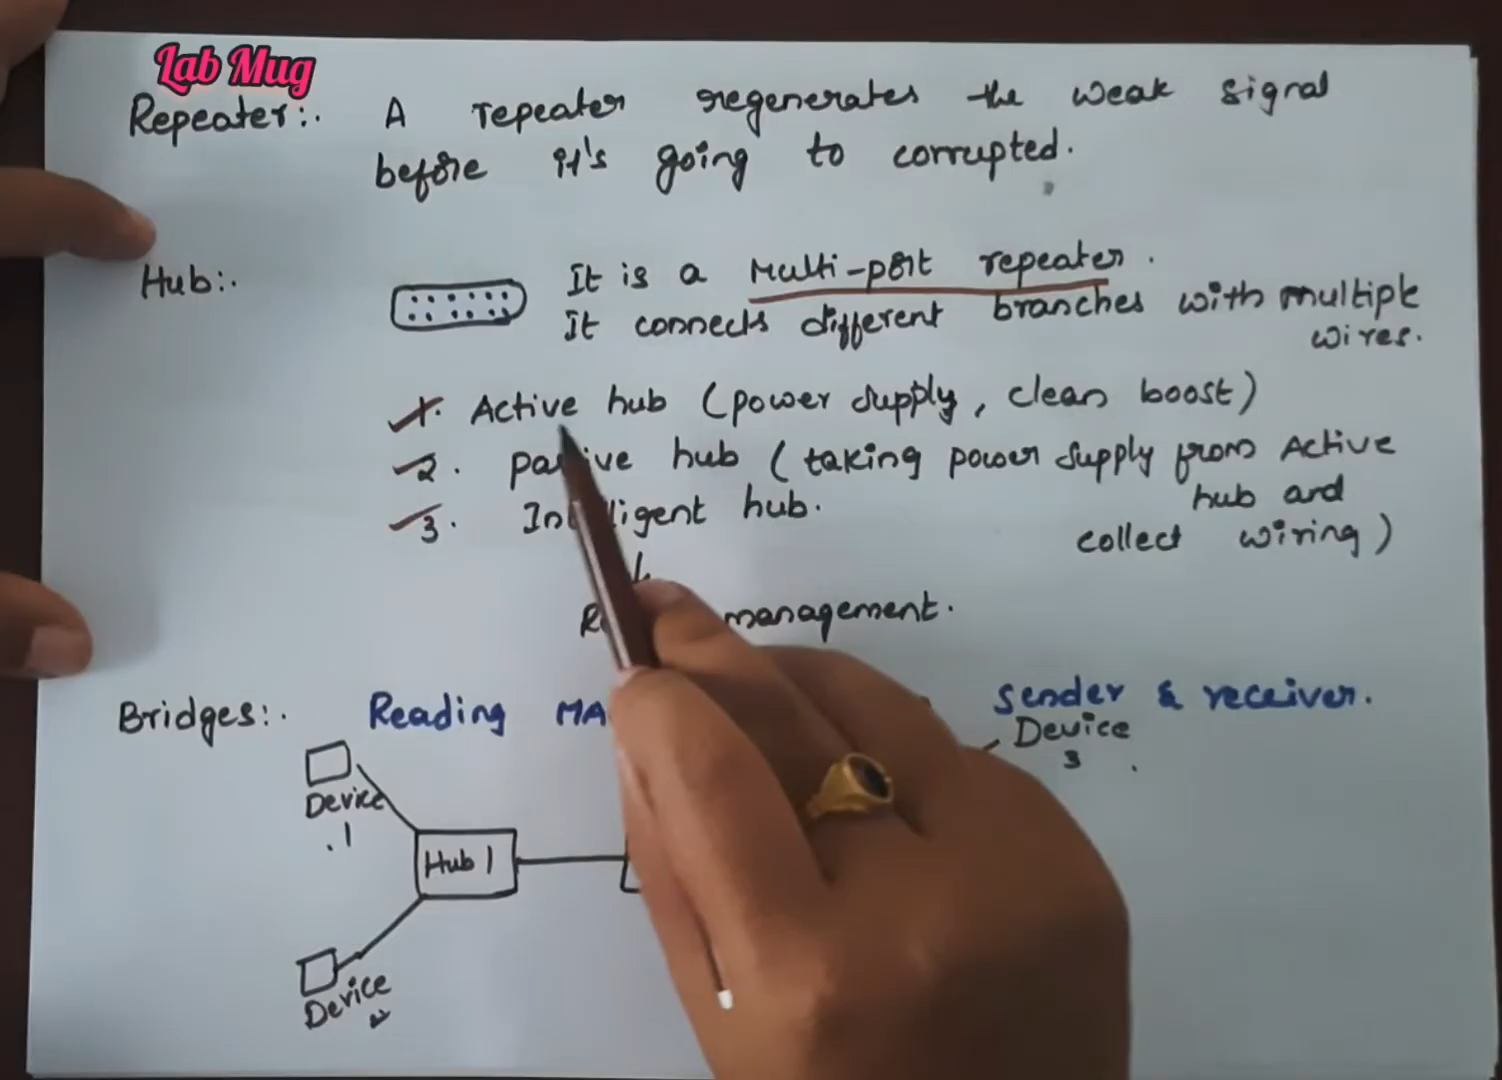 Lab Mug
Repeater:. A repeater regenerates the weak signal
before it's going to corrupted.
Hub:. It is a Multi-port repeater.
It connects different branches with multiple
wires.
1. Active hub (power supply, clean boost)
2. hub (taking power supply from Active
hub and
3. hub.
collect wiring)
management.
Bridges:. Reading sender & receiver.
Device
3
Device
1
Hub 1
Device
2